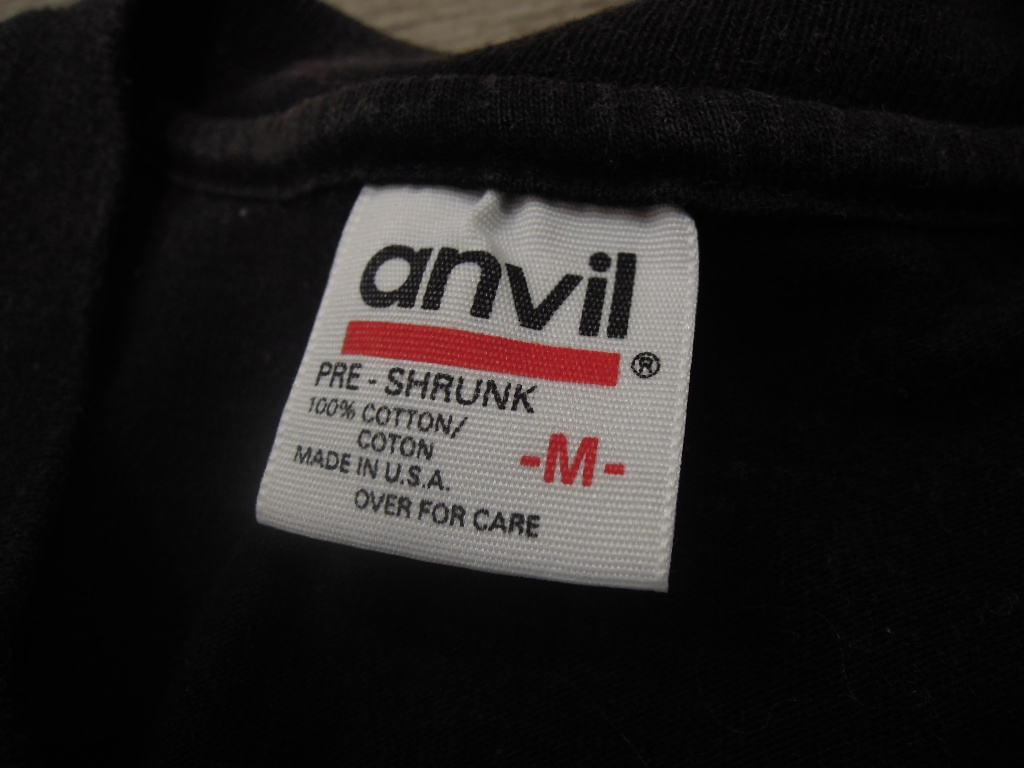 anvil
®
PRE - SHRUNK
100% COTTON/
COTON
-M-
MADE IN U.S.A.
OVER FOR CARE